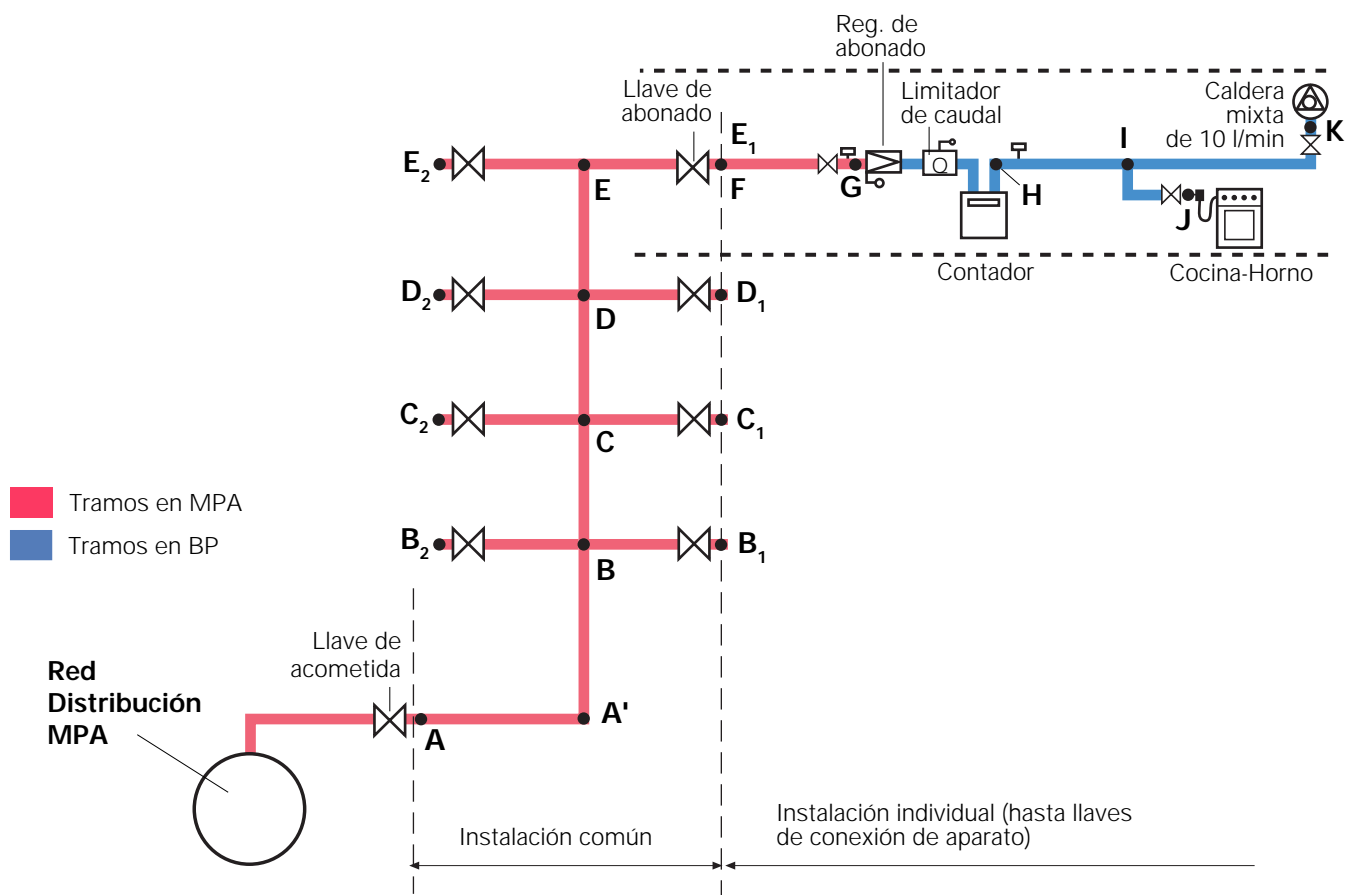 Reg. de
abonado
Llave de
abonado
Limitador
de caudal
Caldera
mixta
de 10 l/min
K
E2
E
E1
F
G
Q
H
I
J
Contador
Cocina-Horno
D2
D
D1
C2
C
C1
Tramos en MPA
Tramos en BP
B2
B
B1
Llave de
acometida
Red
Distribución
MPA
A
A'
Instalación común
Instalación individual (hasta llaves
de conexión de aparato)